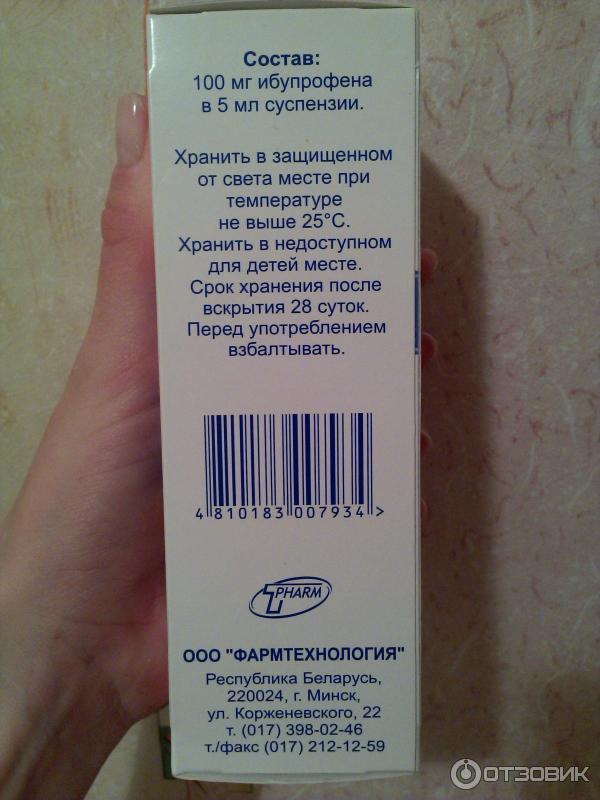 Состав:
100 мг ибупрофена
в 5 мл суспензии.
Хранить в защищенном
от света месте при
температуре
не выше 25°С.
Хранить в недоступном
для детей месте.
Срок хранения после
вскрытия 28 суток.
Перед употреблением
взбалтывать.
4 810183 007934 >
PHARM
ООО "ФАРМТЕХНОЛОГИЯ"
Республика Беларусь,
220024, г. Минск,
ул. Корженевского, 22
т. (017) 398-02-46
т./факс (017) 212-12-59
ОТЗОВИК